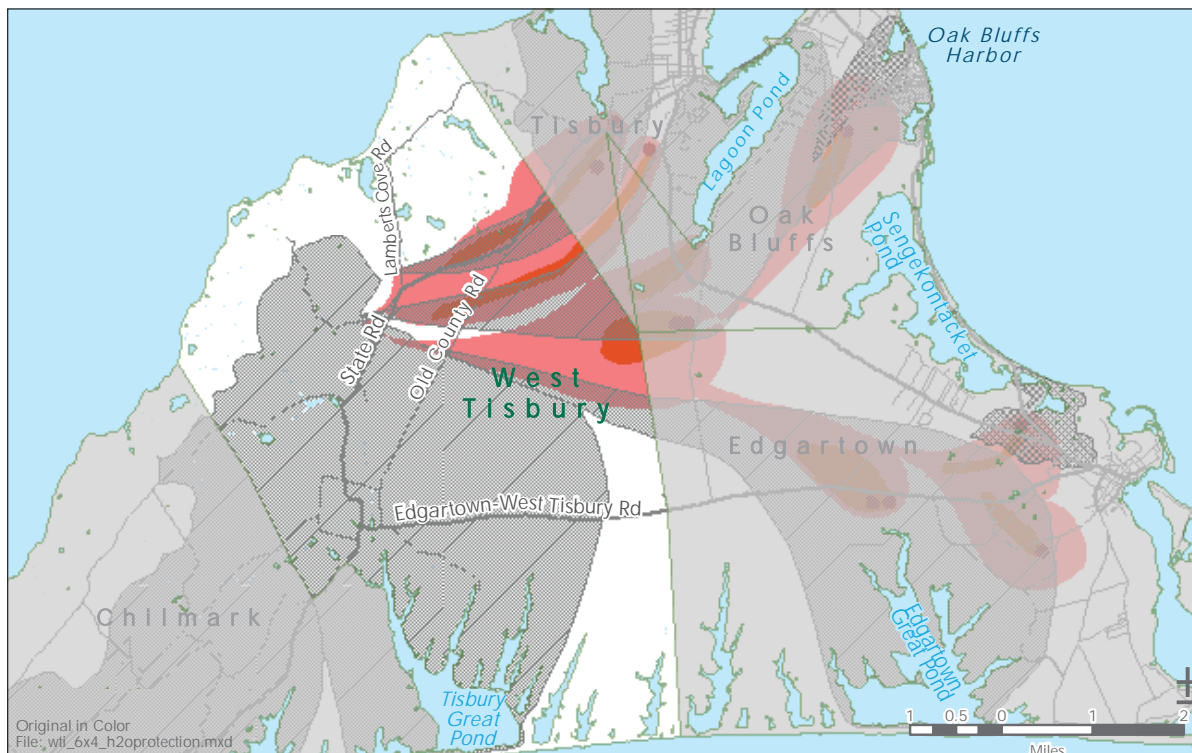 Oak Bluffs
Harbor
Tisbury
Lagoon Pond
Lamberts Cove Rd
Oak
Bluffs
Sengekontacket
Pond
State Rd
Old County Rd
West
Tisbury
Edgartown
Edgartown-West Tisbury Rd
Chilmark
Edgartown
Great Pond
Tisbury
Great
Pond
Original in Color
File: wti_6x4_h2oprotection.mxd
1 0.5 0 1 2
Miles